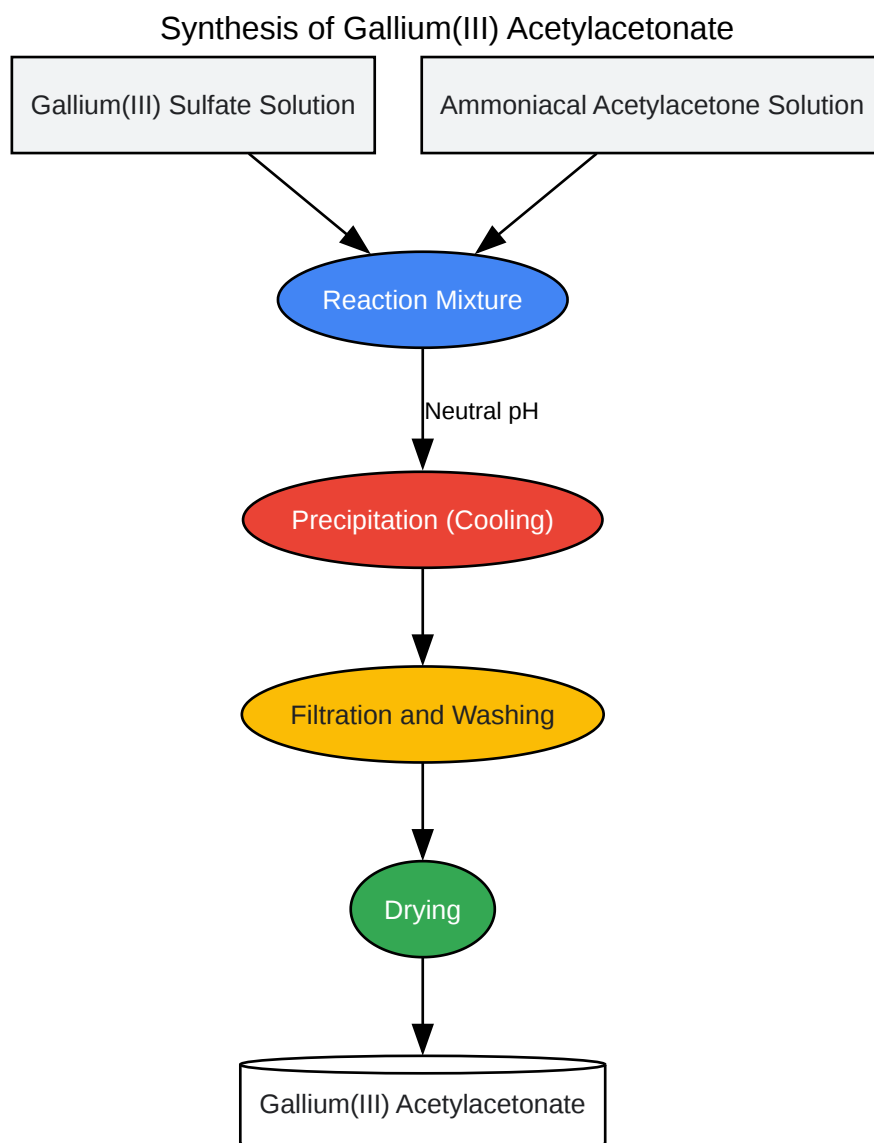 Synthesis of Gallium(III) Acetylacetonate
Gallium(III) Sulfate Solution
Ammoniacal Acetylacetone Solution
Reaction Mixture
Neutral pH
Precipitation (Cooling)
Filtration and Washing
Drying
Gallium(III) Acetylacetonate